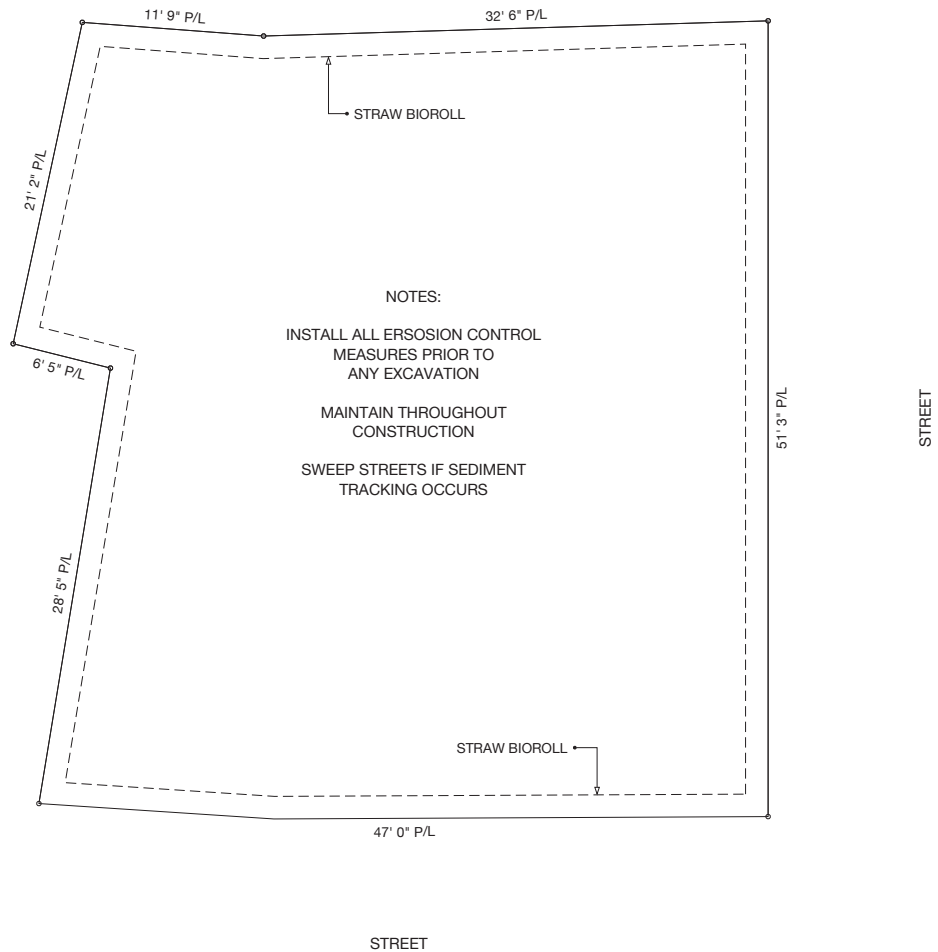 11' 9" P/L
32' 6" P/L
STRAW BIOROLL
21' 2" P/L
NOTES:
INSTALL ALL ERSOSION CONTROL
MEASURES PRIOR TO
ANY EXCAVATION
6' 5" P/L
MAINTAIN THROUGHOUT
CONSTRUCTION
51' 3" P/L
STREET
SWEEP STREETS IF SEDIMENT
TRACKING OCCURS
28' 5" P/L
STRAW BIOROLL
47' 0" P/L
STREET